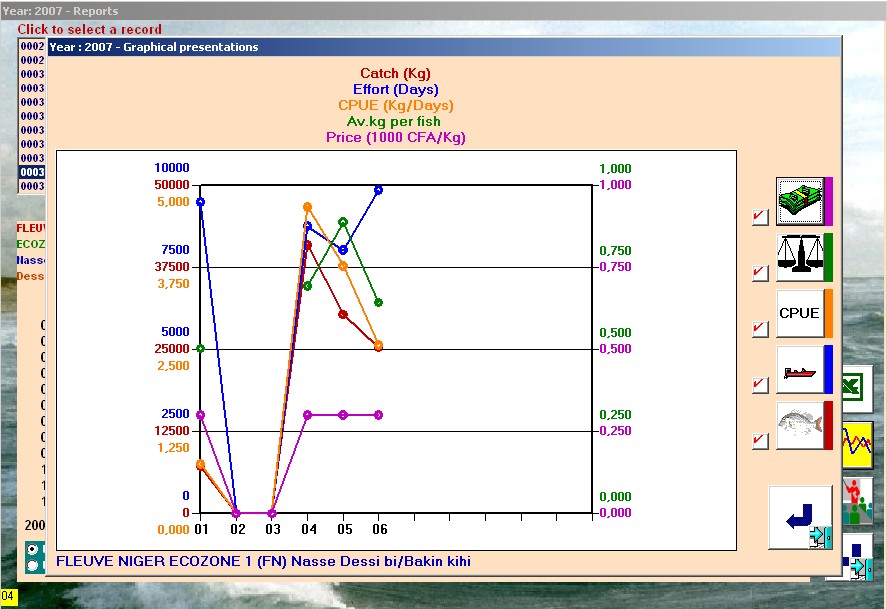 Year: 2007 - Reports
Click to select a record
Year : 2007 - Graphical presentations
0002
0002
0003
0003
0003
0003
0003
0003
0003
0003
0003
Catch (Kg)
Effort (Days)
CPUE (Kg/Days)
Av.kg per fish
Price (1000 CFA/Kg)
10000 1,000
50000 1,000
5,000
7500 0,750
37500 0,750
3,750
5000 0,500
25000 0,500
2,500
2500 0,250
12500 0,250
1,250
0 0,000
0 0,000
0,000 01 02 03 04 05 06
CPUE
FLEUV
ECOZ
Nass
Dess
200
FLEUVE NIGER ECOZONE 1 (FN) Nasse Dessi bi/Bakin kihi
04